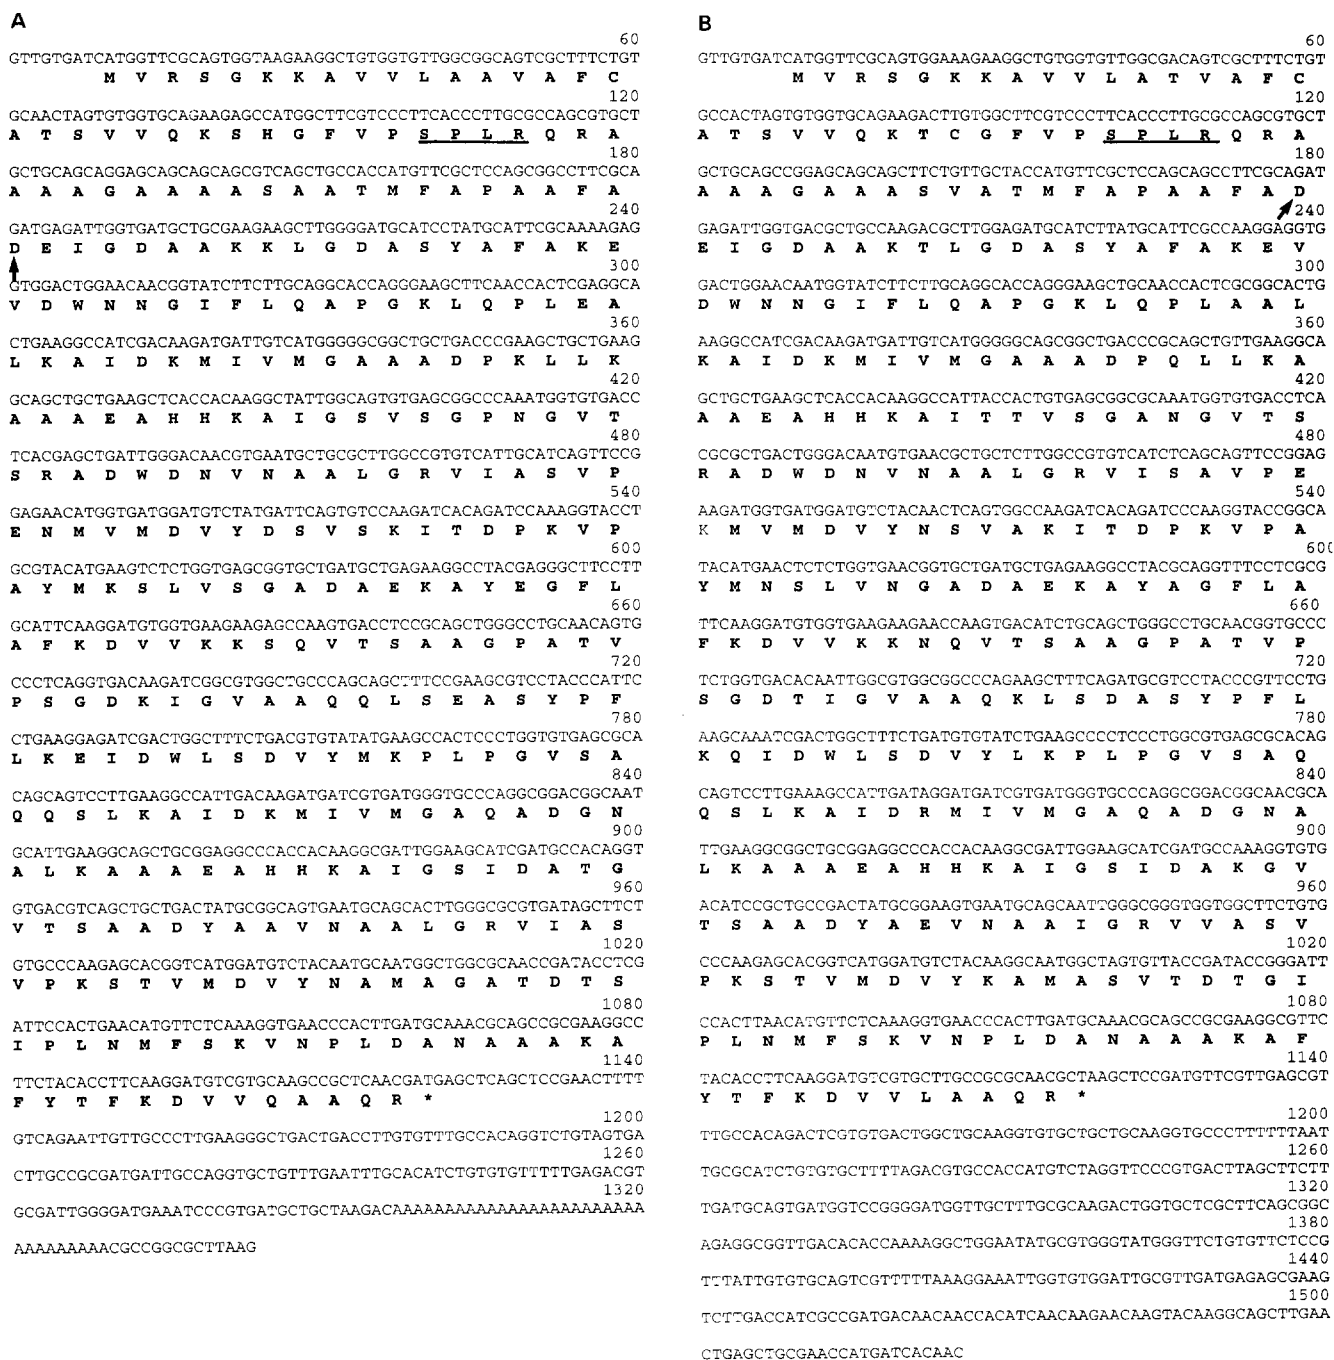 A
60
GTTGTGATCATGGTTCGCAGTGGTAAGAAGGCTGTGGTGTTGGCGGCAGTCGCTTTCTGT
M V R S G K K A V V L A A V A F C
120
GCAACTAGTGTGGTGCAGAAGAGCCATGGCTTCGTCCCTTCACCCTTGCGCCAGCGTGCT
A T S V V Q K S H G F V P S P L R Q R A
180
GCTGCAGCAGGAGCAGCAGCAGCGTCAGCTGCCACCATGTTCGCTCCAGCGGCCTTCGCA
A A A G A A A A S A A T M F A P A A F A
240
GATGAGATTGGTGATGCTGCGAAGAAGCTTGGGGATGCATCCTATGCATTCGCAAAAGAG
D E I G D A A K K L G D A S Y A F A K E
300
GTGGACTGGAACAACGGTATCTTCTTGCAGGCACCAGGGAAGCTTCAACCACTCGAGGCA
V D W N N G I F L Q A P G K L Q P L E A
360
CTGAAGGCCATCGACAAGATGATTGTCATGGGGGCGGCTGCTGACCCGAAGCTGCTGAAG
L K A I D K M I V M G A A A D P K L L K
420
GCAGCTGCTGAAGCTCACCACAAGGCTATTGGCAGTGTGAGCGGCCCAAATGGTGTGACC
A A A E A H H K A I G S V S G P N G V T
480
TCACGAGCTGATTGGGACAACGTGAATGCTGCGCTTGGCCGTGTCATTGCATCAGTTCCG
S R A D W D N V N A A L G R V I A S V P
540
GAGAACATGGTGATGGATGTCTATGATTCAGTGTCCAAGATCACAGATCCAAAGGTACCT
E N M V M D V Y D S V S K I T D P K V P
600
GCGTACATGAAGTCTCTGGTGAGCGGTGCTGATGCTGAGAAGGCCTACGAGGGCTTCCTT
A Y M K S L V S G A D A E K A Y E G F L
660
GCATTCAAGGATGTGGTGAAGAAGAGCCAAGTGACCTCCGCAGCTGGGCCTGCAACAGTG
A F K D V V K K S Q V T S A A G P A T V
720
CCCTCAGGTGACAAGATCGGCGTGGCTGCCCAGCAGCTTTCCGAAGCGTCCTACCCATTC
P S G D K I G V A A Q Q L S E A S Y P F
780
CTGAAGGAGATCGACTGGCTTTCTGACGTGTATATGAAGCCACTCCCTGGTGTGAGCGCA
L K E I D W L S D V Y M K P L P G V S A
840
CAGCAGTCCTTGAAGGCCATTGACAAGATGATCGTGATGGGTGCCCAGGCGGACGGCAAT
Q Q S L K A I D K M I V M G A Q A D G N
900
GCATTGAAGGCAGCTGCGGAGGCCCACCACAAGGCGATTGGAAGCATCGATGCCACAGGT
A L K A A A E A H H K A I G S I D A T G
960
GTGACGTCAGCTGCTGACTATGCGGCAGTGAATGCAGCACTTGGGCGCGTGATAGCTTCT
V T S A A D Y A A V N A A L G R V I A S
1020
GTGCCCAAGAGCACGGTCATGGATGTCTACAATGCAATGGCTGGCGCAACCGATACCTCG
V P K S T V M D V Y N A M A G A T D T S
1080
ATTCCACTGAACATGTTCTCAAAGGTGAACCCACTTGATGCAAACGCAGCCGCGAAGGCC
I P L N M F S K V N P L D A N A A A K A
1140
TTCTACACCTTCAAGGATGTCGTGCAAGCCGCTCAACGATGAGCTCAGCTCCGAACTTTT
F Y T F K D V V Q A A Q R *
1200
GTCAGAATTGTTGCCCTTGAAGGGCTGACTGACCTTGTGTTTGCCACAGGTCTGTAGTGA
1260
CTTGCCGCGATGATTGCCAGGTGCTGTTTGAATTTGCACATCTGTGTGTTTTTGAGACGT
1320
GCGATTGGGGATGAAATCCCGTGATGCTGCTAAGACAAAAAAAAAAAAAAAAAAAAAAAA
AAAAAAAAAACGCCGGCGCTTAAG
B
60
GTTGTGATCATGGTTCGCAGTGGAAAGAAGGCTGTGGTGTTGGCGACAGTCGCTTTCTGT
M V R S G K K A V V L A T V A F C
120
GCCACTAGTGTGGTGCAGAAGACTTGTGGCTTCGTCCCTTCACCCTTGCGCCAGCGTGCT
A T S V V Q K T C G F V P S P L R Q R A
180
GCTGCAGCCGGAGCAGCAGCTTCTGTTGCTACCATGTTCGCTCCAGCAGCCTTCGCAGAT
A A A G A A A S V A T M F A P A A F A D
240
GAGATTGGTGACGCTGCCAAGACGCTTGGAGATGCATCTTATGCATTCGCCAAGGAGGTG
E I G D A A K T L G D A S Y A F A K E V
300
GACTGGAACAATGGTATCTTCTTGCAGGCACCAGGGAAGCTGCAACCACTCGCGGCACTG
D W N N G I F L Q A P G K L Q P L A A L
360
AAGGCCATCGACAAGATGATTGTCATGGGGGCAGCGGCTGACCCGCAGCTGTTGAAGGCA
K A I D K M I V M G A A A D P Q L L K A
420
GCTGCTGAAGCTCACCACAAGGCCATTACCACTGTGAGCGGCGCAAATGGTGTGACCTCA
A A E A H H K A I T T V S G A N G V T S
480
CGCGCTGACTGGGACAATGTGAACGCTGCTCTTGGCCGTGTCATCTCAGCAGTTCCGGAG
R A D W D N V N A A L G R V I S A V P E
540
AAGATGGTGATGGATGTCTACAACTCAGTGGCCAAGATCACAGATCCCAAGGTACCGGCA
K M V M D V Y N S V A K I T D P K V P A
600
TACATGAACTCTCTGGTGAACGGTGCTGATGCTGAGAAGGCCTACGCAGGTTTCCTCGCG
Y M N S L V N G A D A E K A Y A G F L A
660
TTCAAGGATGTGGTGAAGAAGAACCAAGTGACATCTGCAGCTGGGCCTGCAACGGTGCCC
F K D V V K K N Q V T S A A G P A T V P
720
TCTGGTGACACAATTGGCGTGGCGGCCCAGAAGCTTTCAGATGCGTCCTACCCGTTCCTG
S G D T I G V A A Q K L S D A S Y P F L
780
AAGCAAATCGACTGGCTTTCTGATGTGTATCTGAAGCCCCTCCCTGGCGTGAGCGCACAG
K Q I D W L S D V Y L K P L P G V S A Q
840
CAGTCCTTGAAAGCCATTGATAGGATGATCGTGATGGGTGCCCAGGCGGACGGCAACGCA
Q S L K A I D R M I V M G A Q A D G N A
900
TTGAAGGCGGCTGCGGAGGCCCACCACAAGGCGATTGGAAGCATCGATGCCAAAGGTGTG
L K A A A E A H H K A I G S I D A K G V
960
ACATCCGCTGCCGACTATGCGGAAGTGAATGCAGCAATTGGGCGGGTGGTGGCTTCTGTG
T S A A D Y A E V N A A I G R V V A S V
1020
CCCAAGAGCACGGTCATGGATGTCTACAAGGCAATGGCTAGTGTTACCGATACCGGGATT
P K S T V M D V Y K A M A S V T D T G I
1080
CCACTTAACATGTTCTCAAAGGTGAACCCACTTGATGCAAACGCAGCCGCGAAGGCGTTC
P L N M F S K V N P L D A N A A A K A F
1140
TACACCTTCAAGGATGTCGTGCTTGCCGCGCAACGCTAAGCTCCGATGTTCGTTGAGCGT
Y T F K D V V L A A Q R *
1200
TTGCCACAGACTCGTGTGACTGGCTGCAAGGTGTGCTGCTGCAAGGTGCCCTTTTTTAAT
1260
TGCGCATCTGTGTGCTTTTAGACGTGCCACCATGTCTAGGTTCCCGTGACTTAGCTTCTT
1320
TGATGCAGTGATGGTCCGGGGATGGTTGCTTTGCGCAAGACTGGTGCTCGCTTCAGCGGC
1380
AGAGGCGGTTGACACACCAAAAGGCTGGAATATGCGTGGGTATGGGTTCTGTGTTCTCCG
1440
TTTATTGTGTGCAGTCGTTTTTAAAGGAAATTGGTGTGGATTGCGTTGATGAGAGCGAAG
1500
TCTTGACCATCGCCGATGACAACAACCACATCAACAAGAACAAGTACAAGGCAGCTTGAA
CTGAGCTGCGAACCATGATCACAAC